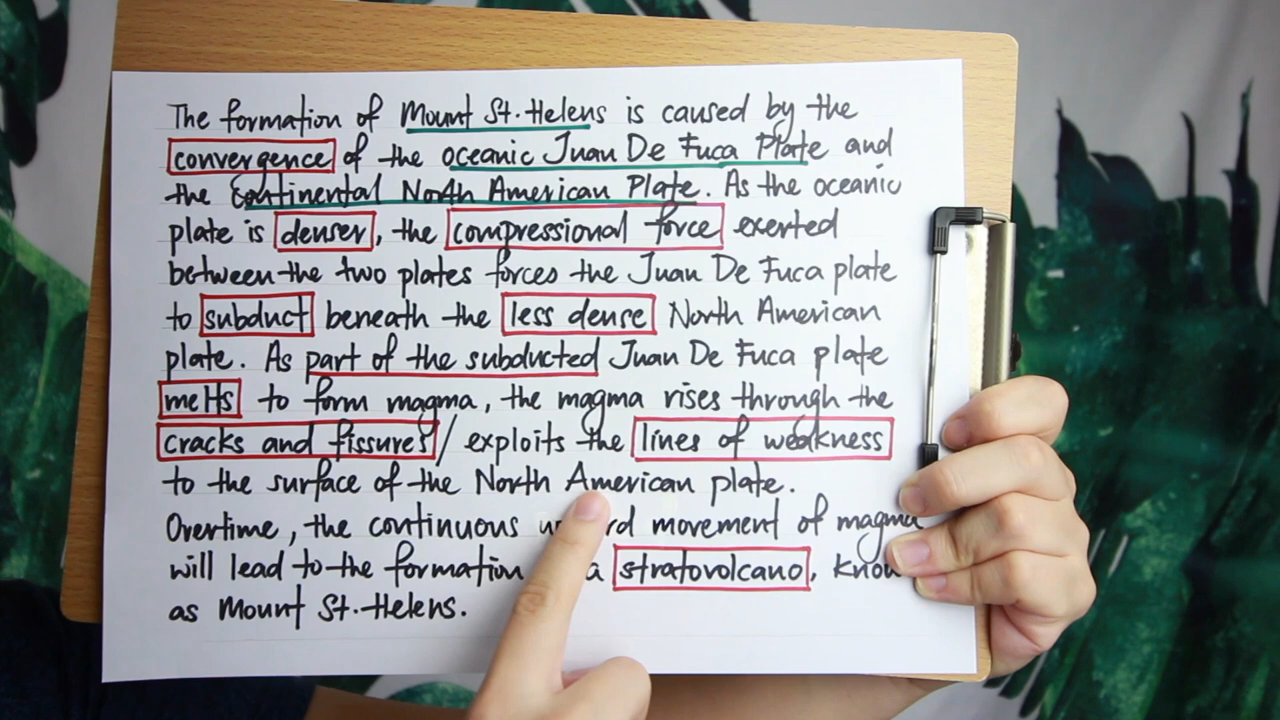 The formation of Mount St. Helens is caused by the
convergence of the oceanic Juan De Fuca Plate and
the Continental North American Plate. As the oceanic
plate is denser, the compressional force exerted
between the two plates forces the Juan De Fuca plate
to subduct beneath the less dense North American
plate. As part of the subducted Juan De Fuca plate
melts to form magma, the magma rises through the
cracks and fissures / exploits the lines of weakness
to the surface of the North American plate.
Overtime, the continuous movement of magma
will lead to the formation a stratovolcano,
as Mount St. Helens.